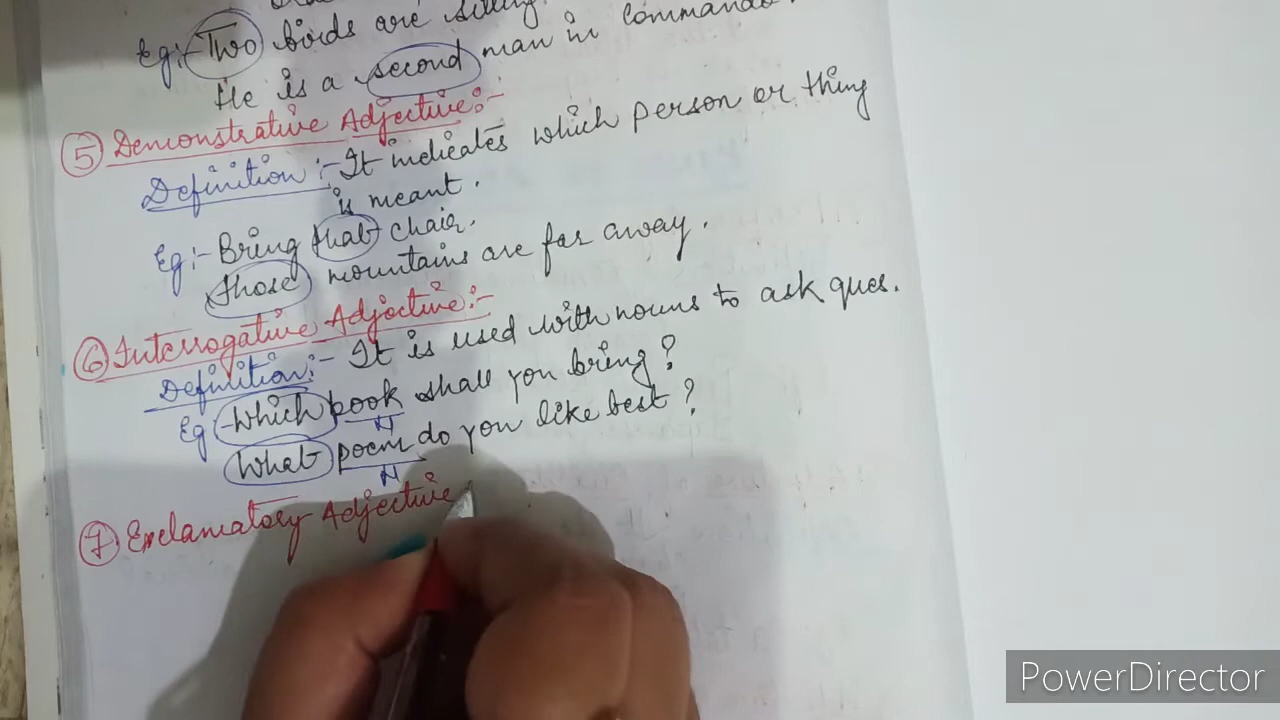 Eg:- Two birds are sitting
He is a second man in command.
⑤ Demonstrative Adjective:-
Definition:- It indicates which person or thing
is meant.
Eg:- Bring that chair.
Those mountains are far away.
⑥ Interrogative Adjective:-
Definition:- It is used with nouns to ask ques.
Eg:- Which book shall you bring?
N
What poem do you like best?
N
⑦ Exclamatory Adjective:
PowerDirector